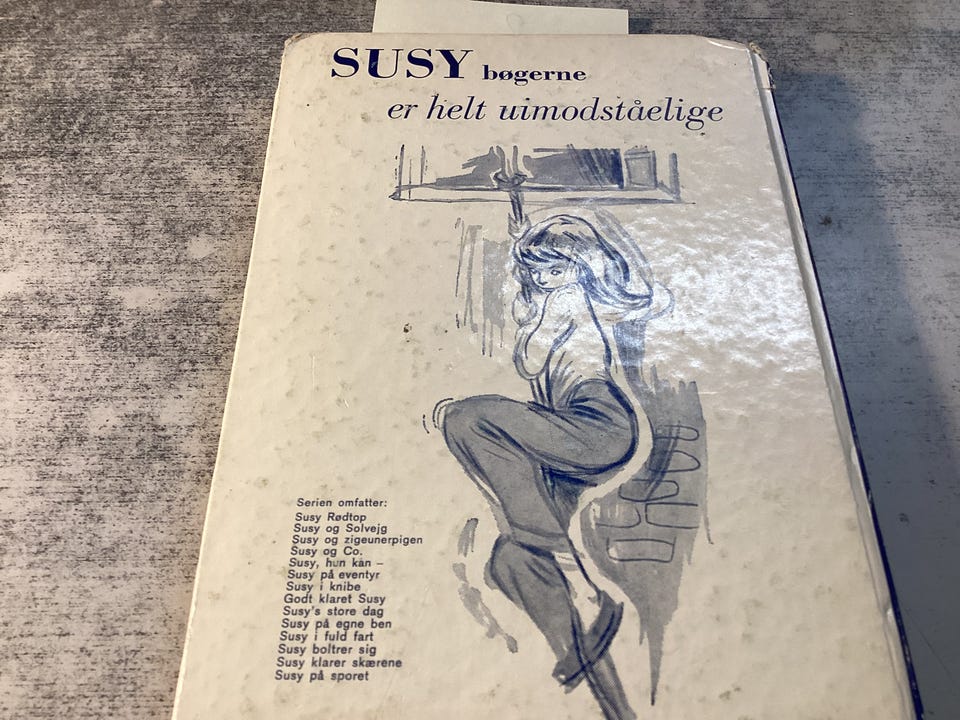 SUSY bøgerne
er helt uimodståelige
Serien omfatter:
Susy Rødtop
Susy og Solvejg
Susy og zigeunerpigen
Susy og Co.
Susy, hun kan –
Susy på eventyr
Susy i knibe
Godt klaret Susy
Susy's store dag
Susy på egne ben
Susy i fuld fart
Susy boltrer sig
Susy klarer skærene
Susy på sporet